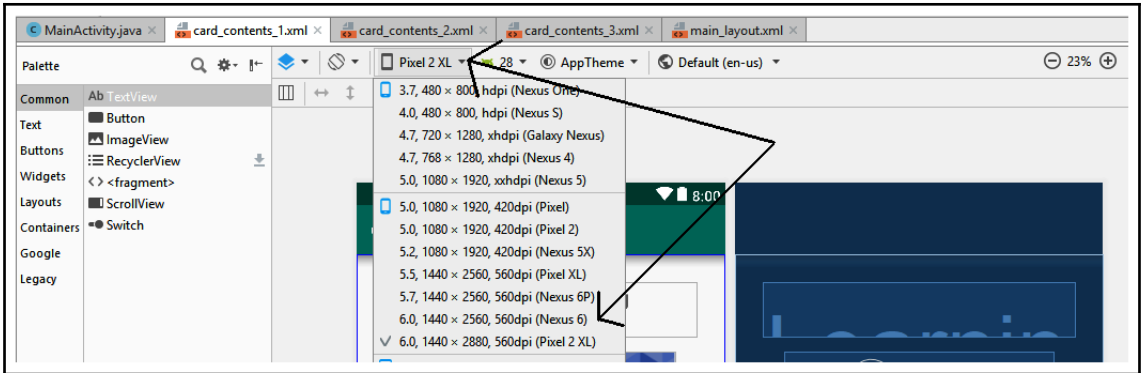 MainActivity.java × card_contents_1.xml × card_contents_2.xml × card_contents_3.xml × main_layout.xml ×
Palette
Pixel 2 XL 28 AppTheme Default (en-us) 23%
Common
Text
Buttons
Widgets
Layouts
Containers
Google
Legacy
Ab TextView
Button
ImageView
RecyclerView
<> <fragment>
ScrollView
Switch
3.7, 480 × 800, hdpi (Nexus One)
4.0, 480 × 800, hdpi (Nexus S)
4.7, 720 × 1280, xhdpi (Galaxy Nexus)
4.7, 768 × 1280, xhdpi (Nexus 4)
5.0, 1080 × 1920, xxhdpi (Nexus 5)
5.0, 1080 × 1920, 420dpi (Pixel)
5.0, 1080 × 1920, 420dpi (Pixel 2)
5.2, 1080 × 1920, 420dpi (Nexus 5X)
5.5, 1440 × 2560, 560dpi (Pixel XL)
5.7, 1440 × 2560, 560dpi (Nexus 6P)
6.0, 1440 × 2560, 560dpi (Nexus 6)
6.0, 1440 × 2880, 560dpi (Pixel 2 XL)
8:00